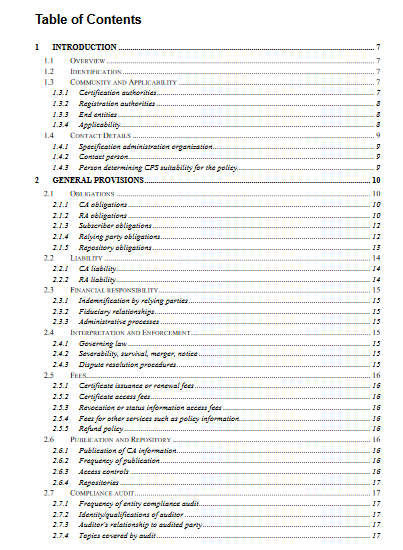 Table of Contents
1 INTRODUCTION 7
1.1 OVERVIEW 7
1.2 IDENTIFICATION 7
1.3 COMMUNITY AND APPLICABILITY 7
1.3.1 Certification authorities 7
1.3.2 Registration authorities 8
1.3.3 End entities 8
1.3.4 Applicability 8
1.4 CONTACT DETAILS 9
1.4.1 Specification administration organization 9
1.4.2 Contact person 9
1.4.3 Person determining CPS suitability for the policy 9
2 GENERAL PROVISIONS 10
2.1 OBLIGATIONS 10
2.1.1 CA obligations 10
2.1.2 RA obligations 10
2.1.3 Subscriber obligations 12
2.1.4 Relying party obligations 12
2.1.5 Repository obligations 13
2.2 LIABILITY 14
2.2.1 CA liability 14
2.2.2 RA liability 14
2.3 FINANCIAL RESPONSIBILITY 15
2.3.1 Indemnification by relying parties 15
2.3.2 Fiduciary relationships 15
2.3.3 Administrative processes 15
2.4 INTERPRETATION AND ENFORCEMENT 15
2.4.1 Governing law 15
2.4.2 Severability, survival, merger, notice 15
2.4.3 Dispute resolution procedures 15
2.5 FEES 16
2.5.1 Certificate issuance or renewal fees 16
2.5.2 Certificate access fees 16
2.5.3 Revocation or status information access fees 16
2.5.4 Fees for other services such as policy information 16
2.5.5 Refund policy 16
2.6 PUBLICATION AND REPOSITORY 16
2.6.1 Publication of CA information 16
2.6.2 Frequency of publication 16
2.6.3 Access controls 16
2.6.4 Repositories 17
2.7 COMPLIANCE AUDIT 17
2.7.1 Frequency of entity compliance audit 17
2.7.2 Identity/qualifications of auditor 17
2.7.3 Auditor's relationship to audited party 17
2.7.4 Topics covered by audit 17